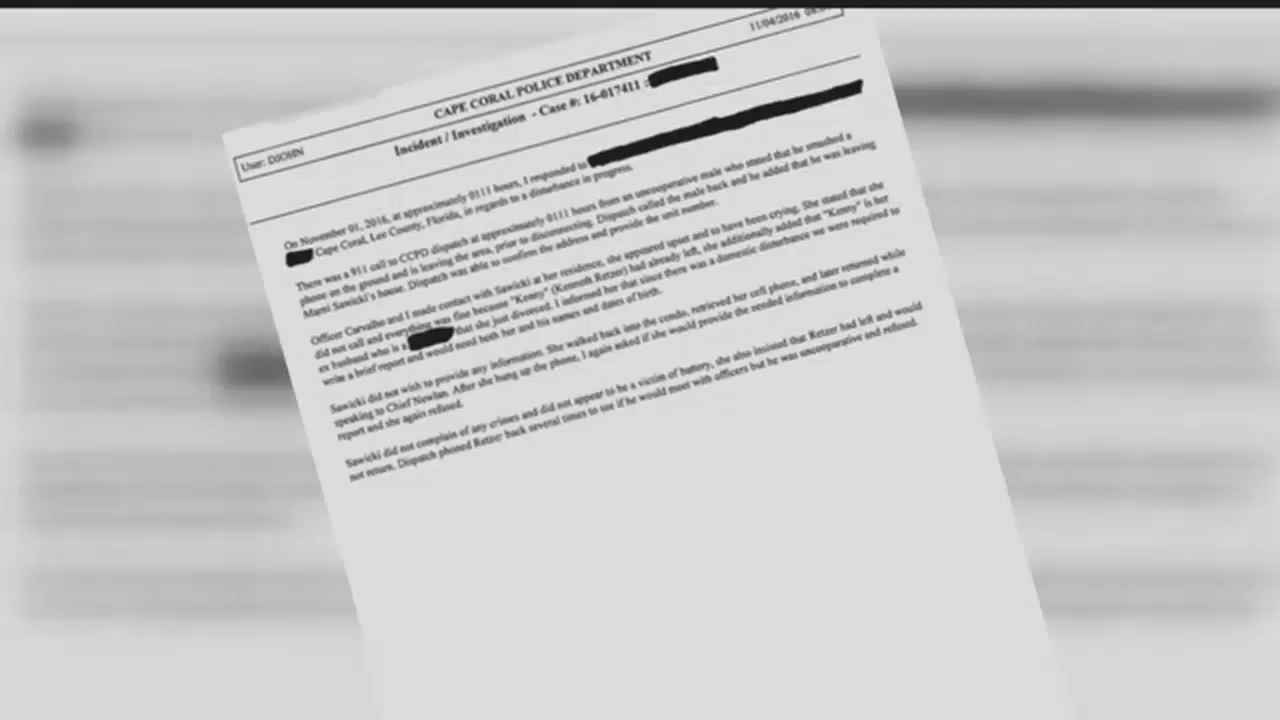 11/04/2016
CAPE CORAL POLICE DEPARTMENT
User: DJOHN
Incident / Investigation - Case #: 16-017411 :
On November 01, 2016, at approximately 0111 hours, I responded to
Cape Coral, Lee County, Florida, in regards to a disturbance in progress.
There was a 911 call to CCPD dispatch at approximately 0111 hours from an uncooperative male who stated that he smashed a
phone on the ground and is leaving the area, prior to disconnecting. Dispatch called the male back and he added that he was leaving
Marni Sawicki's house. Dispatch was able to confirm the address and provide the unit number.
Officer Carvalho and I made contact with Sawicki at her residence, she appeared upset and to have been crying. She stated that she
did not call and everything was fine because "Kenny" (Kenneth Retzer) had already left, she additionally added that "Kenny" is her
ex husband who is a that she just divorced. I informed her that since there was a domestic disturbance we were required to
write a brief report and would need both her and his names and dates of birth.
Sawicki did not wish to provide any information. She walked back into the condo, retrieved her cell phone, and later returned while
speaking to Chief Newlan. After she hung up the phone, I again asked if she would provide the needed information to complete a
report and she again refused.
Sawicki did not complain of any crimes and did not appear to be a victim of battery, she also insisted that Retzer had left and would
not return. Dispatch phoned Retzer back several times to see if he would meet with officers but he was uncooperative and refused.